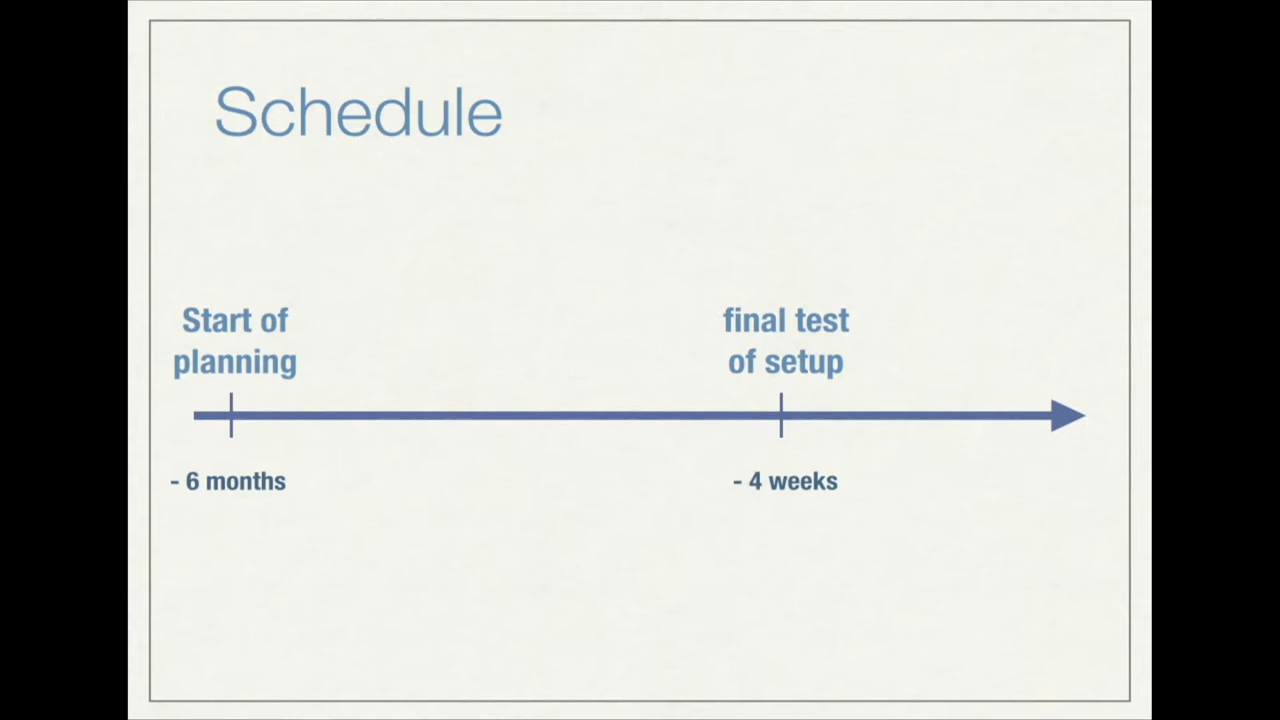 Schedule
Start of
planning
final test
of setup
- 6 months
- 4 weeks